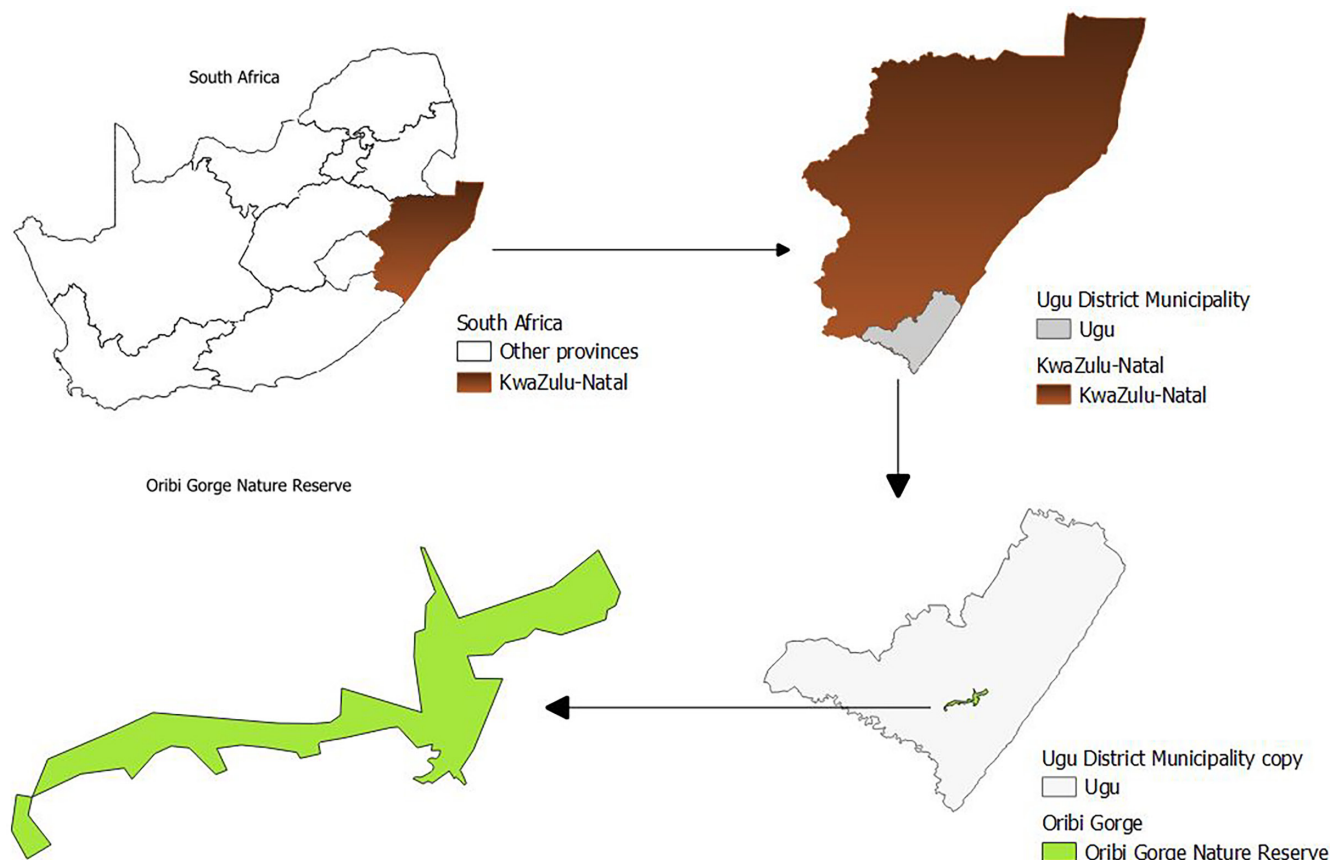 South Africa
South Africa
Other provinces
KwaZulu-Natal
Ugu District Municipality
Ugu
KwaZulu-Natal
KwaZulu-Natal
Oribi Gorge Nature Reserve
Ugu District Municipality copy
Ugu
Oribi Gorge
Oribi Gorge Nature Reserve